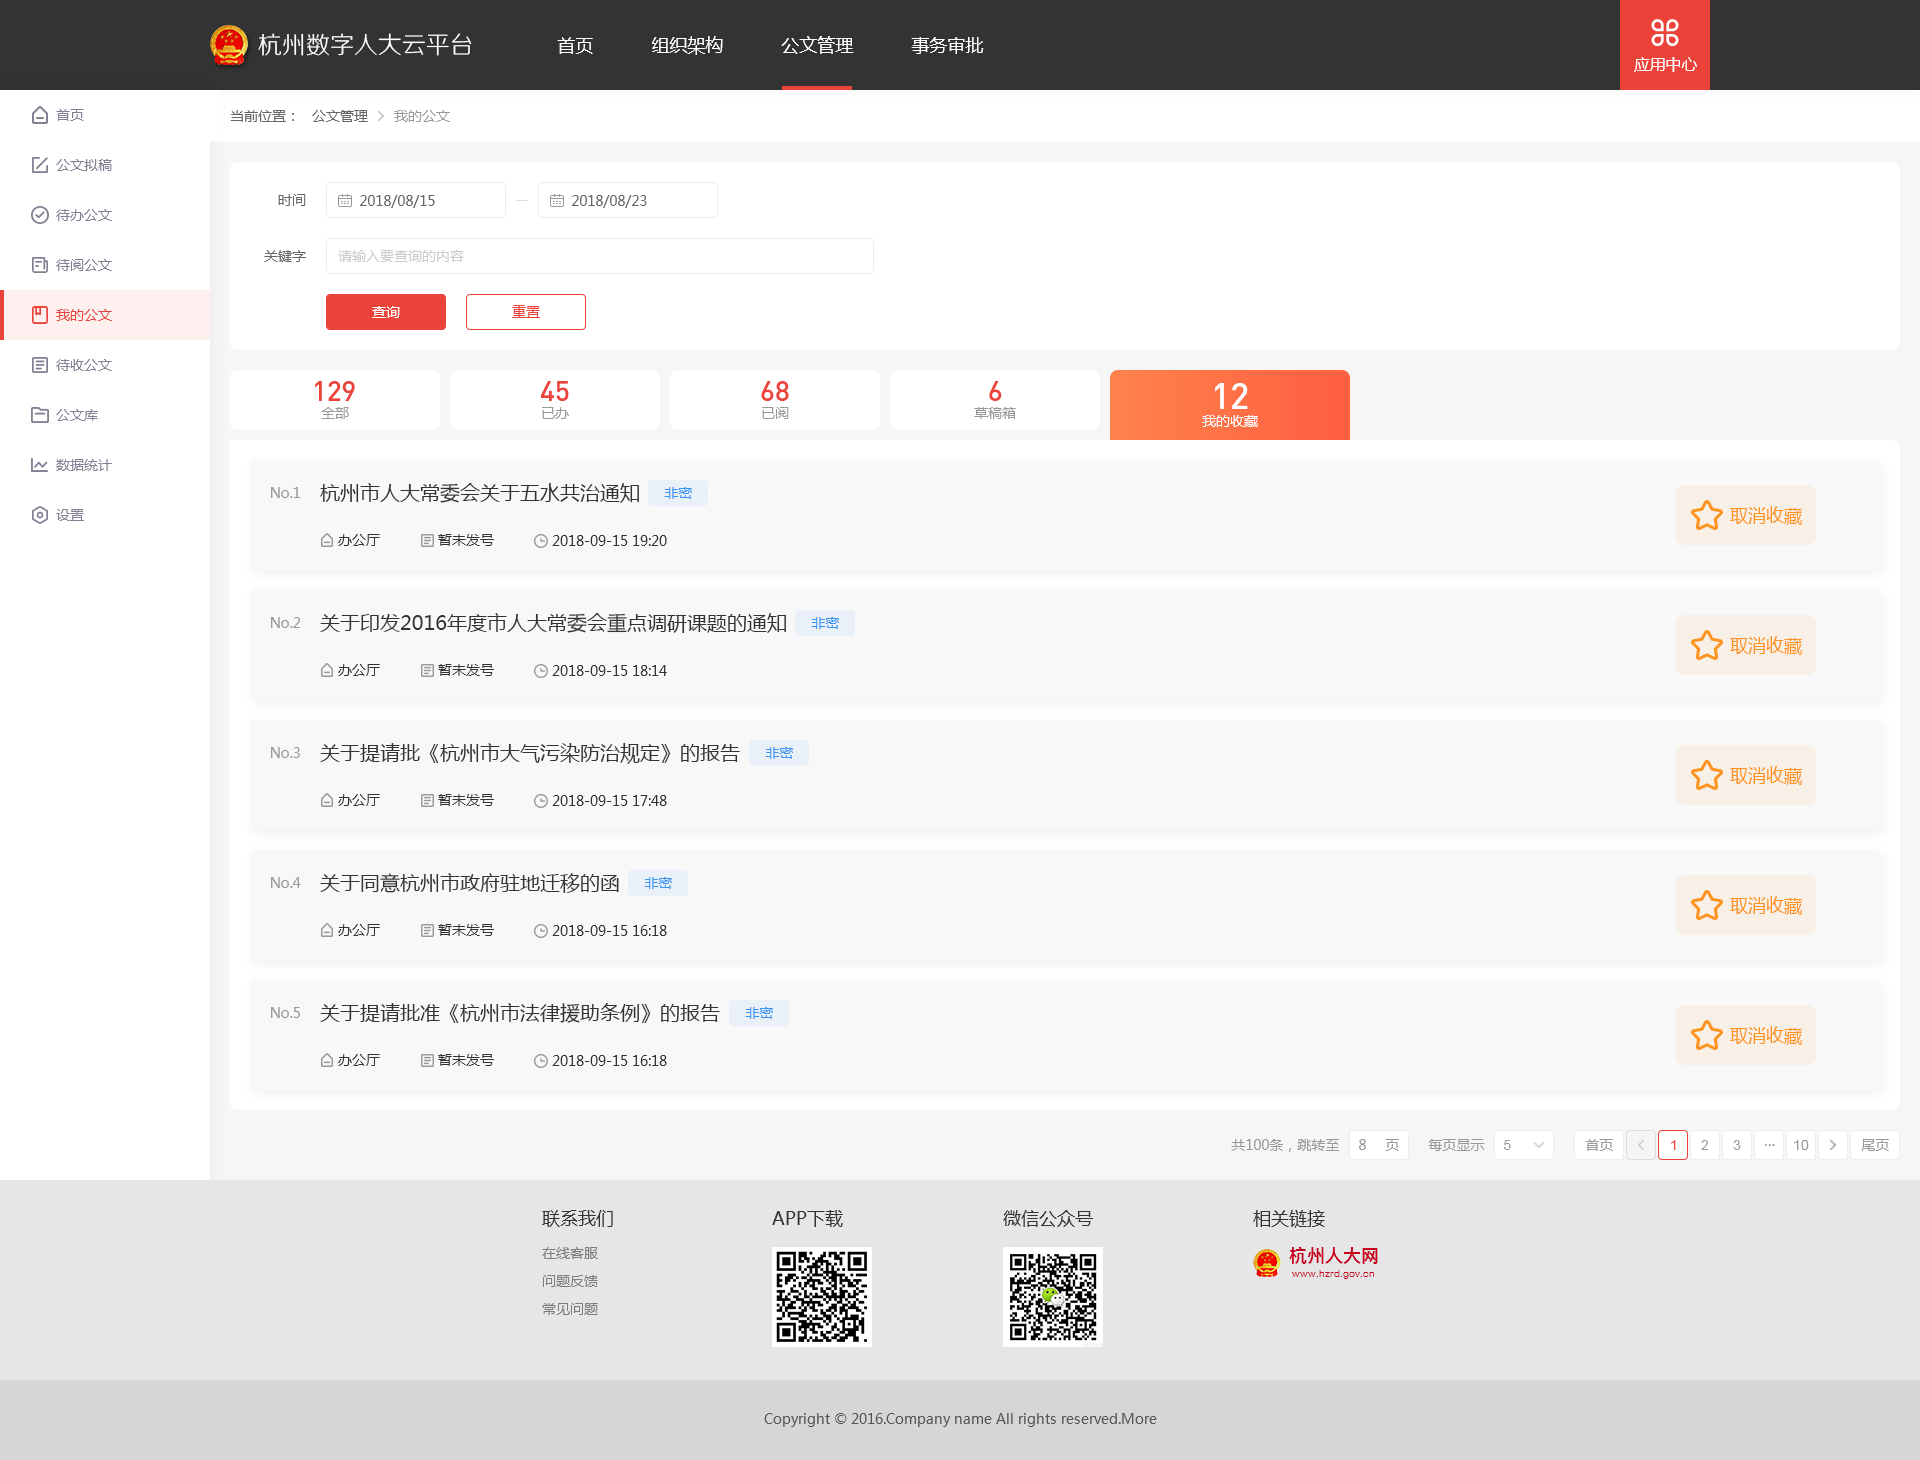 杭州数字人大云平台
首页
组织架构
公文管理
事务审批
应用中心
首页
公文拟稿
待办公文
待阅公文
我的公文
待收公文
公文库
数据统计
设置
当前位置： 公文管理 > 我的公文
时间 2018/08/15 — 2018/08/23
关键字 请输入要查询的内容
查询 重置
129
全部
45
已办
68
已阅
6
草稿箱
12
我的收藏
No.1 杭州市人大常委会关于五水共治通知 非密
办公厅 暂未发号 2018-09-15 19:20
取消收藏
No.2 关于印发2016年度市人大常委会重点调研课题的通知 非密
办公厅 暂未发号 2018-09-15 18:14
取消收藏
No.3 关于提请批《杭州市大气污染防治规定》的报告 非密
办公厅 暂未发号 2018-09-15 17:48
取消收藏
No.4 关于同意杭州市政府驻地迁移的函 非密
办公厅 暂未发号 2018-09-15 16:18
取消收藏
No.5 关于提请批准《杭州市法律援助条例》的报告 非密
办公厅 暂未发号 2018-09-15 16:18
取消收藏
共100条，跳转至 8 页 每页显示 5 首页 < 1 2 3 ··· 10 > 尾页
联系我们
在线客服
问题反馈
常见问题
APP下载
微信公众号
相关链接
杭州人大网
www.hzrd.gov.cn
Copyright © 2016.Company name All rights reserved.More